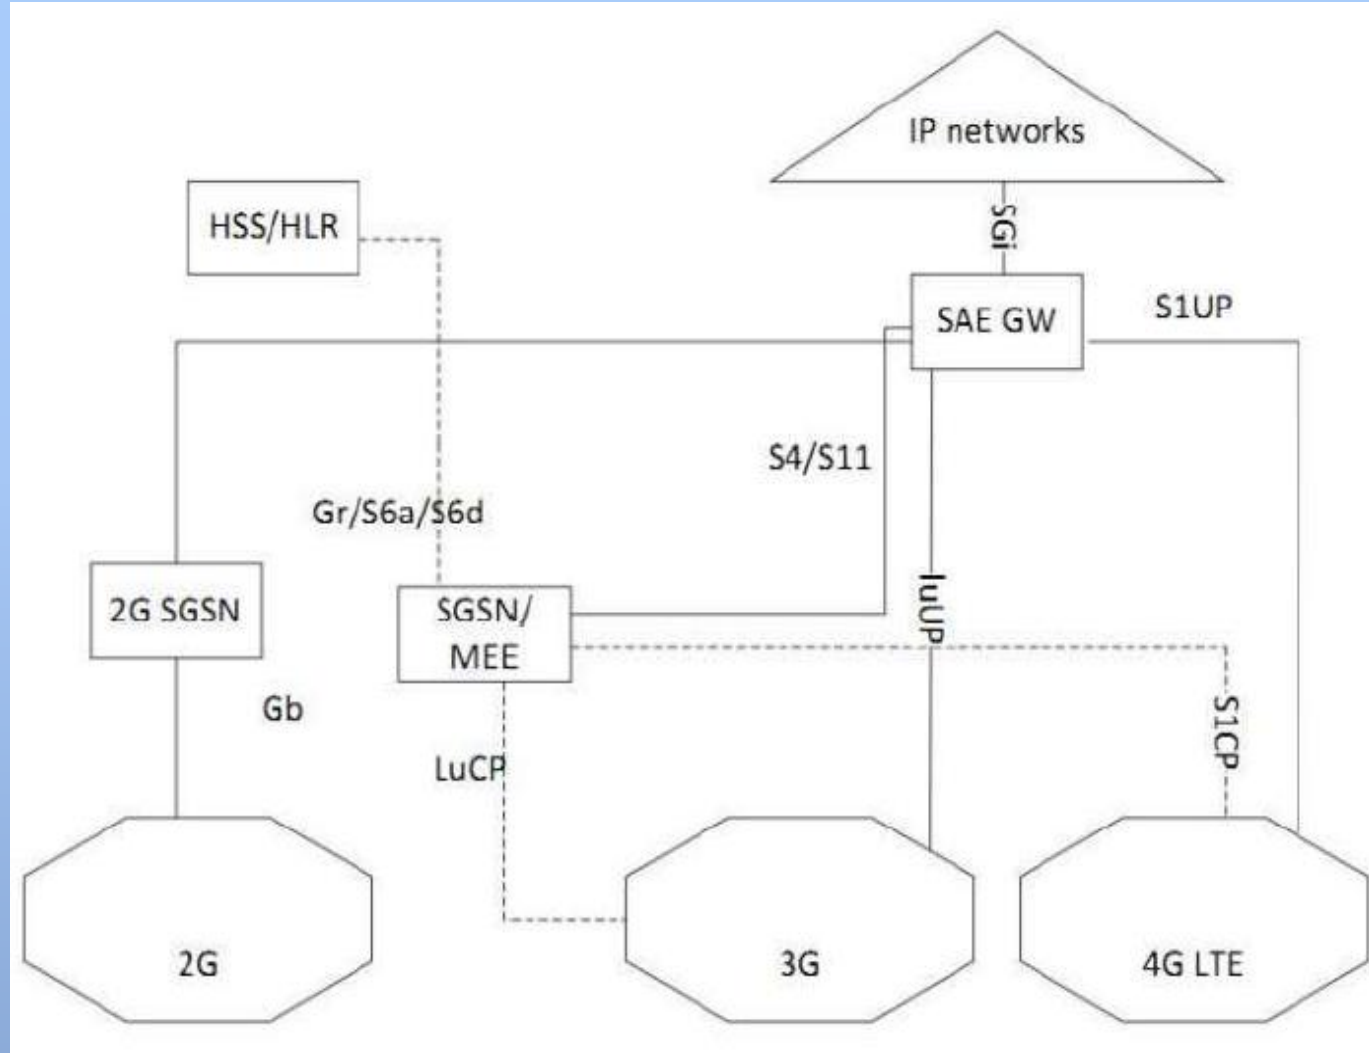 IP networks
SGi
HSS/HLR
SAE GW
S1UP
S4/S11
Gr/S6a/S6d
2G SGSN
SGSN/
MEE
IuUP
Gb
S1CP
LuCP
2G
3G
4G LTE